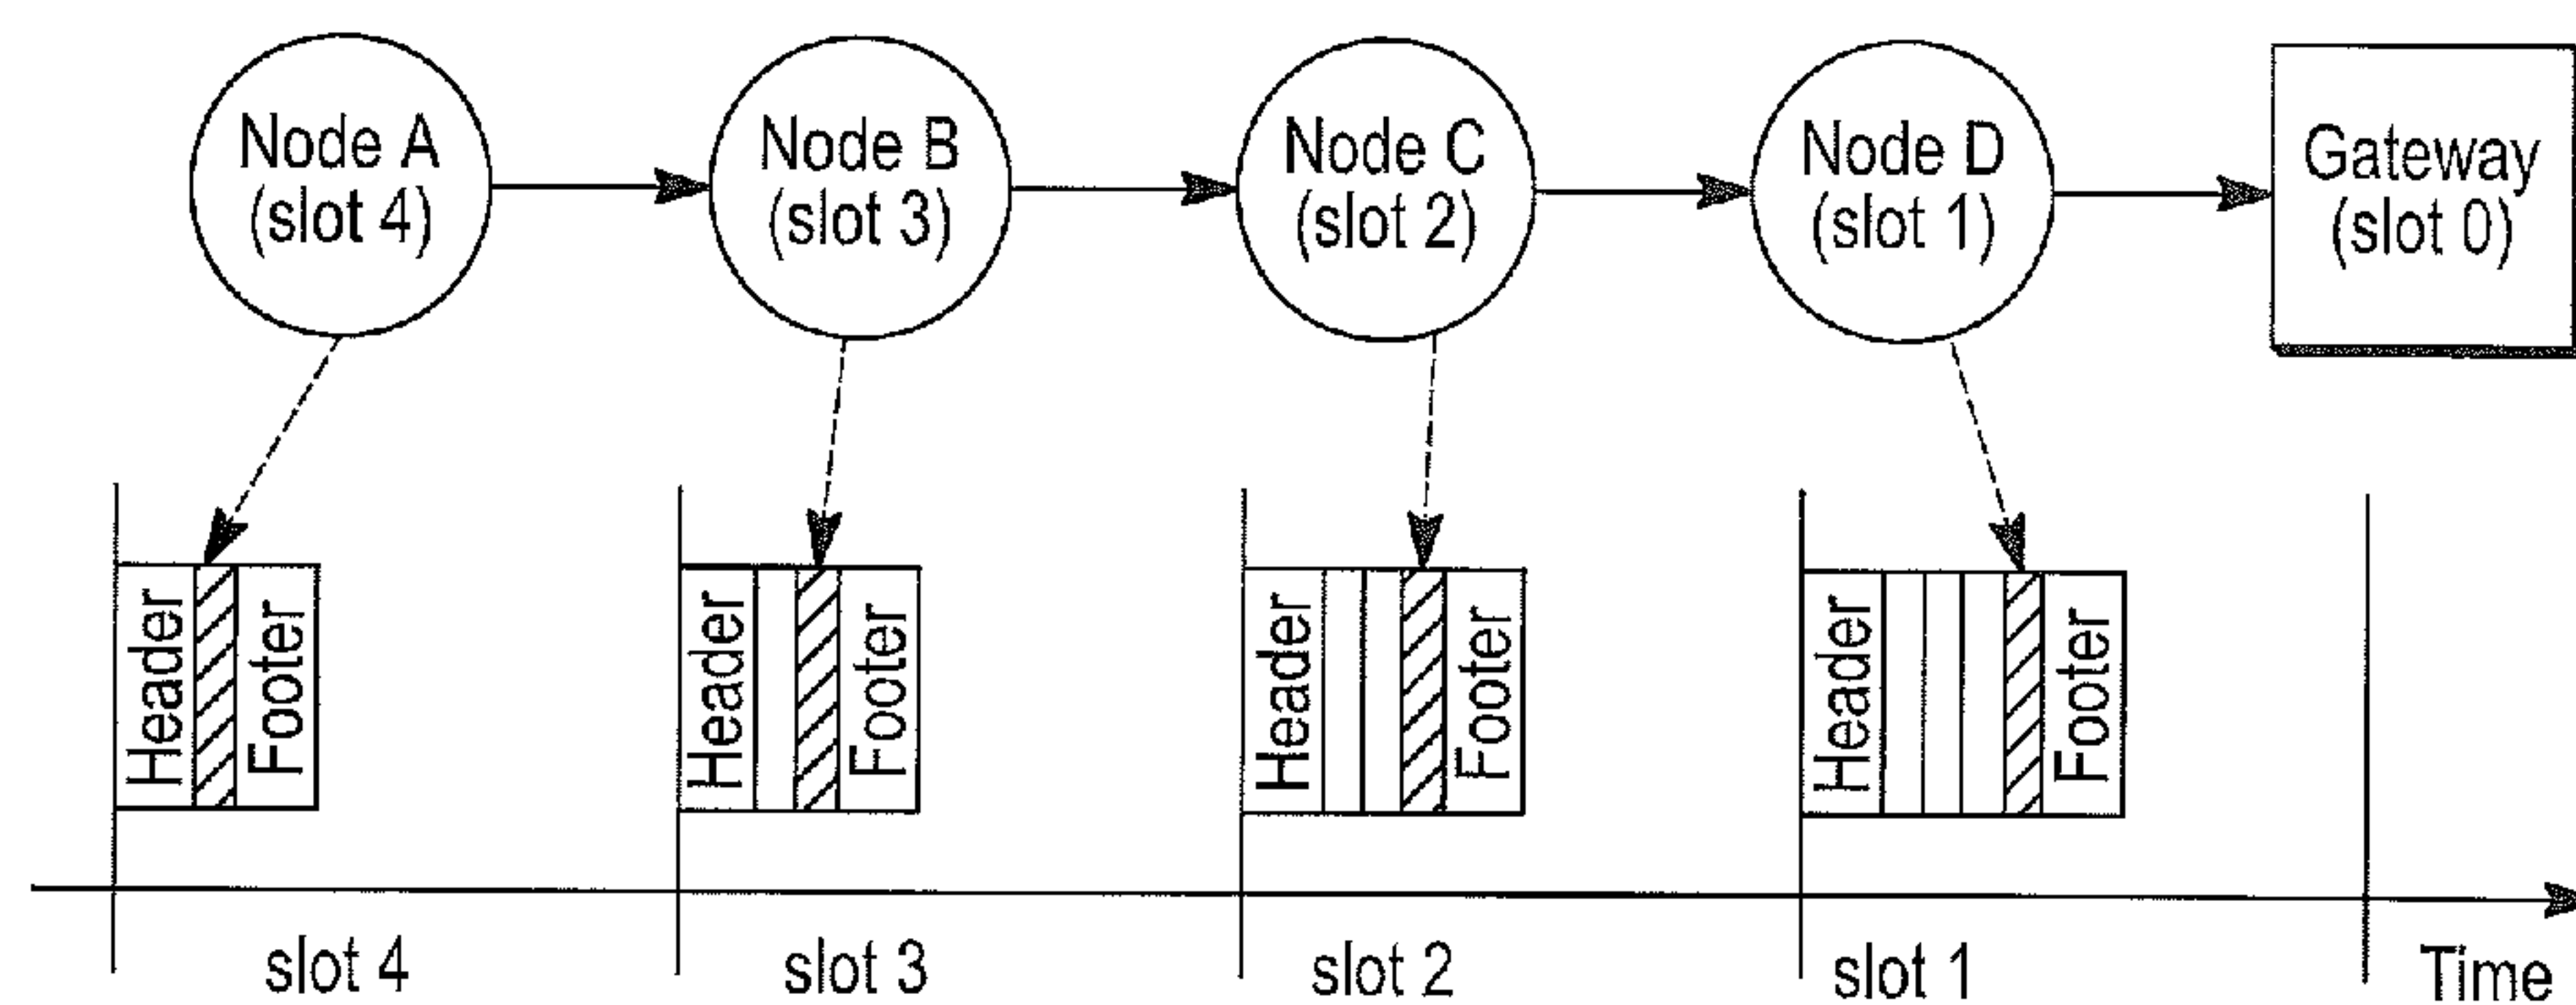 Node A
(slot 4)
Node B
(slot 3)
Node C
(slot 2)
Node D
(slot 1)
Gateway
(slot 0)
Header
Footer
Header
Footer
Header
Footer
Header
Footer
slot 4
slot 3
slot 2
slot 1
Time